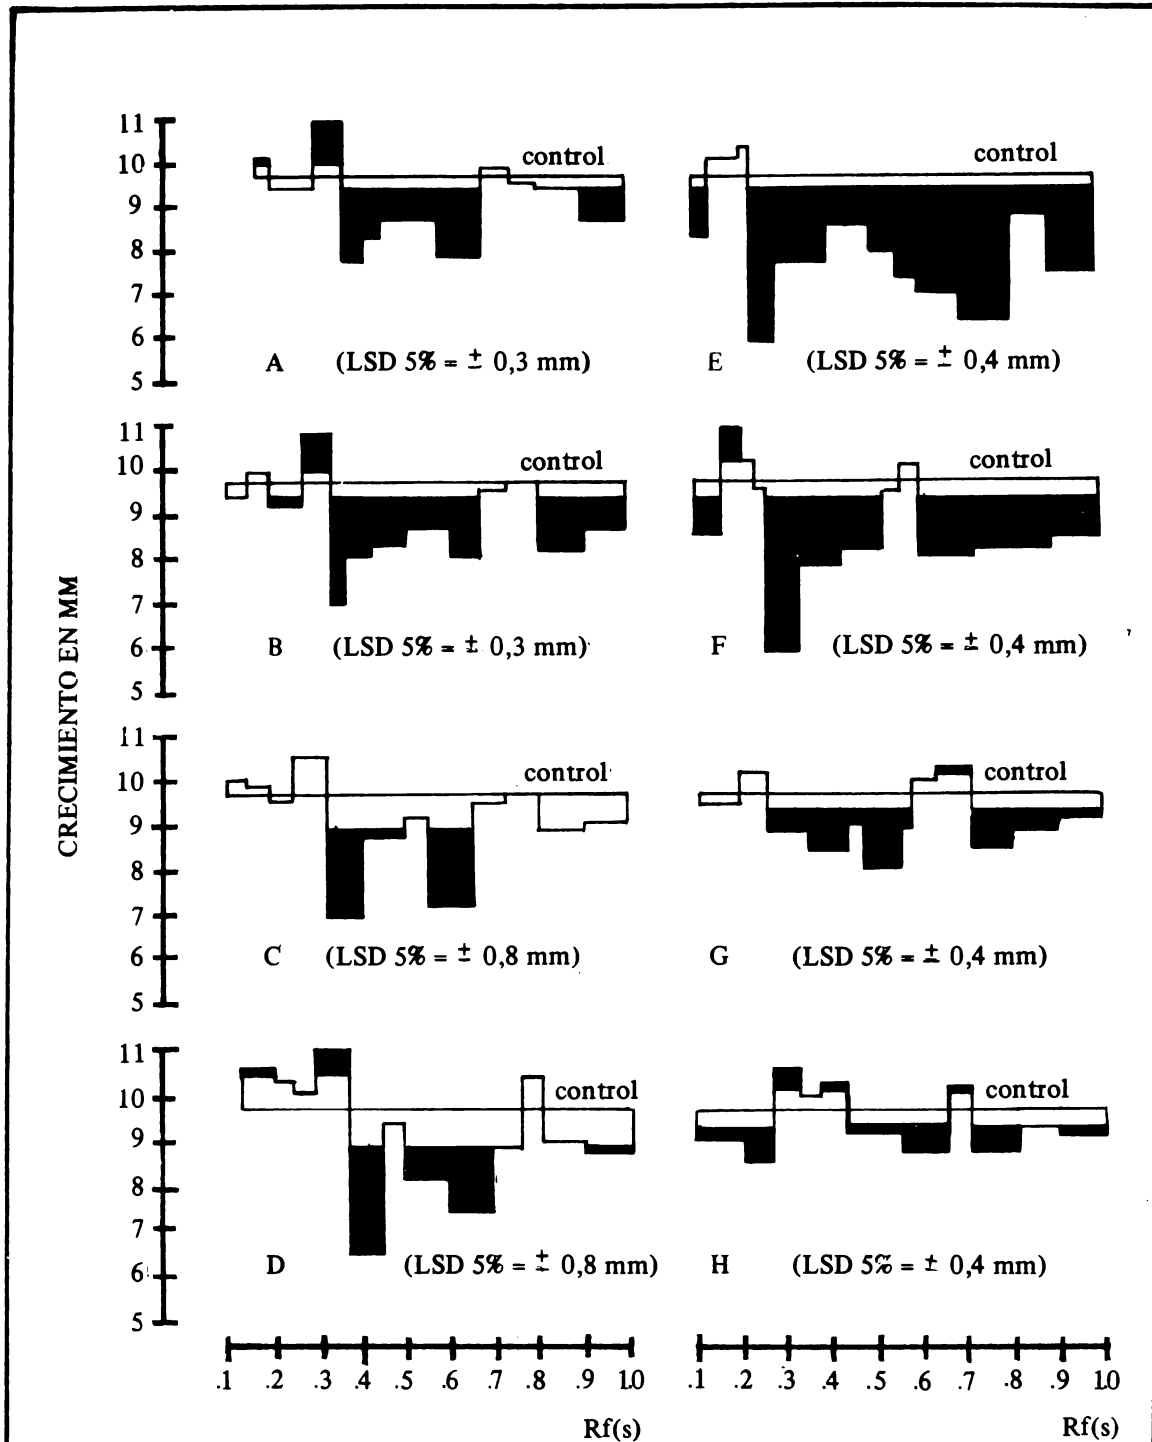 CRECIMIENTO EN MM
11
10
9
8
7
6
5
control
A (LSD 5% = ± 0,3 mm)
control
E (LSD 5% = ± 0,4 mm)
11
10
9
8
7
6
5
control
B (LSD 5% = ± 0,3 mm)
control
F (LSD 5% = ± 0,4 mm)
11
10
9
8
7
6
5
control
C (LSD 5% = ± 0,8 mm)
control
G (LSD 5% = ± 0,4 mm)
11
10
9
8
7
6
5
control
D (LSD 5% = ± 0,8 mm)
control
H (LSD 5% = ± 0,4 mm)
.1 .2 .3 .4 .5 .6 .7 .8 .9 1.0
Rf(s)
.1 .2 .3 .4 .5 .6 .7 .8 .9 1.0
Rf(s)